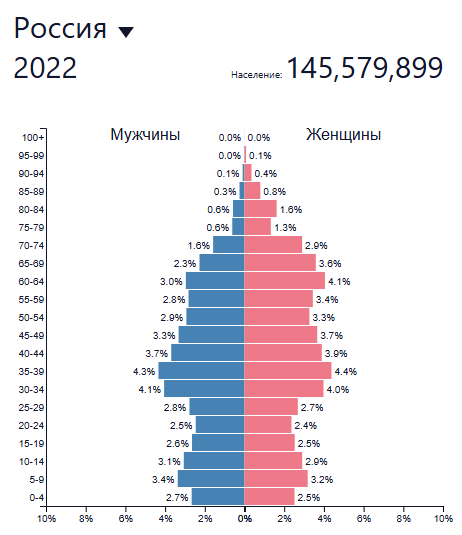 Россия
2022 Население: 145,579,899
Мужчины Женщины
100+ 0.0% 0.0%
95-99 0.0% 0.1%
90-94 0.1% 0.4%
85-89 0.3% 0.8%
80-84 0.6% 1.6%
75-79 0.6% 1.3%
70-74 1.6% 2.9%
65-69 2.3% 3.6%
60-64 3.0% 4.1%
55-59 2.8% 3.4%
50-54 2.9% 3.3%
45-49 3.3% 3.7%
40-44 3.7% 3.9%
35-39 4.3% 4.4%
30-34 4.1% 4.0%
25-29 2.8% 2.7%
20-24 2.5% 2.4%
15-19 2.6% 2.5%
10-14 3.1% 2.9%
5-9 3.4% 3.2%
0-4 2.7% 2.5%
10% 8% 6% 4% 2% 0% 2% 4% 6% 8% 10%